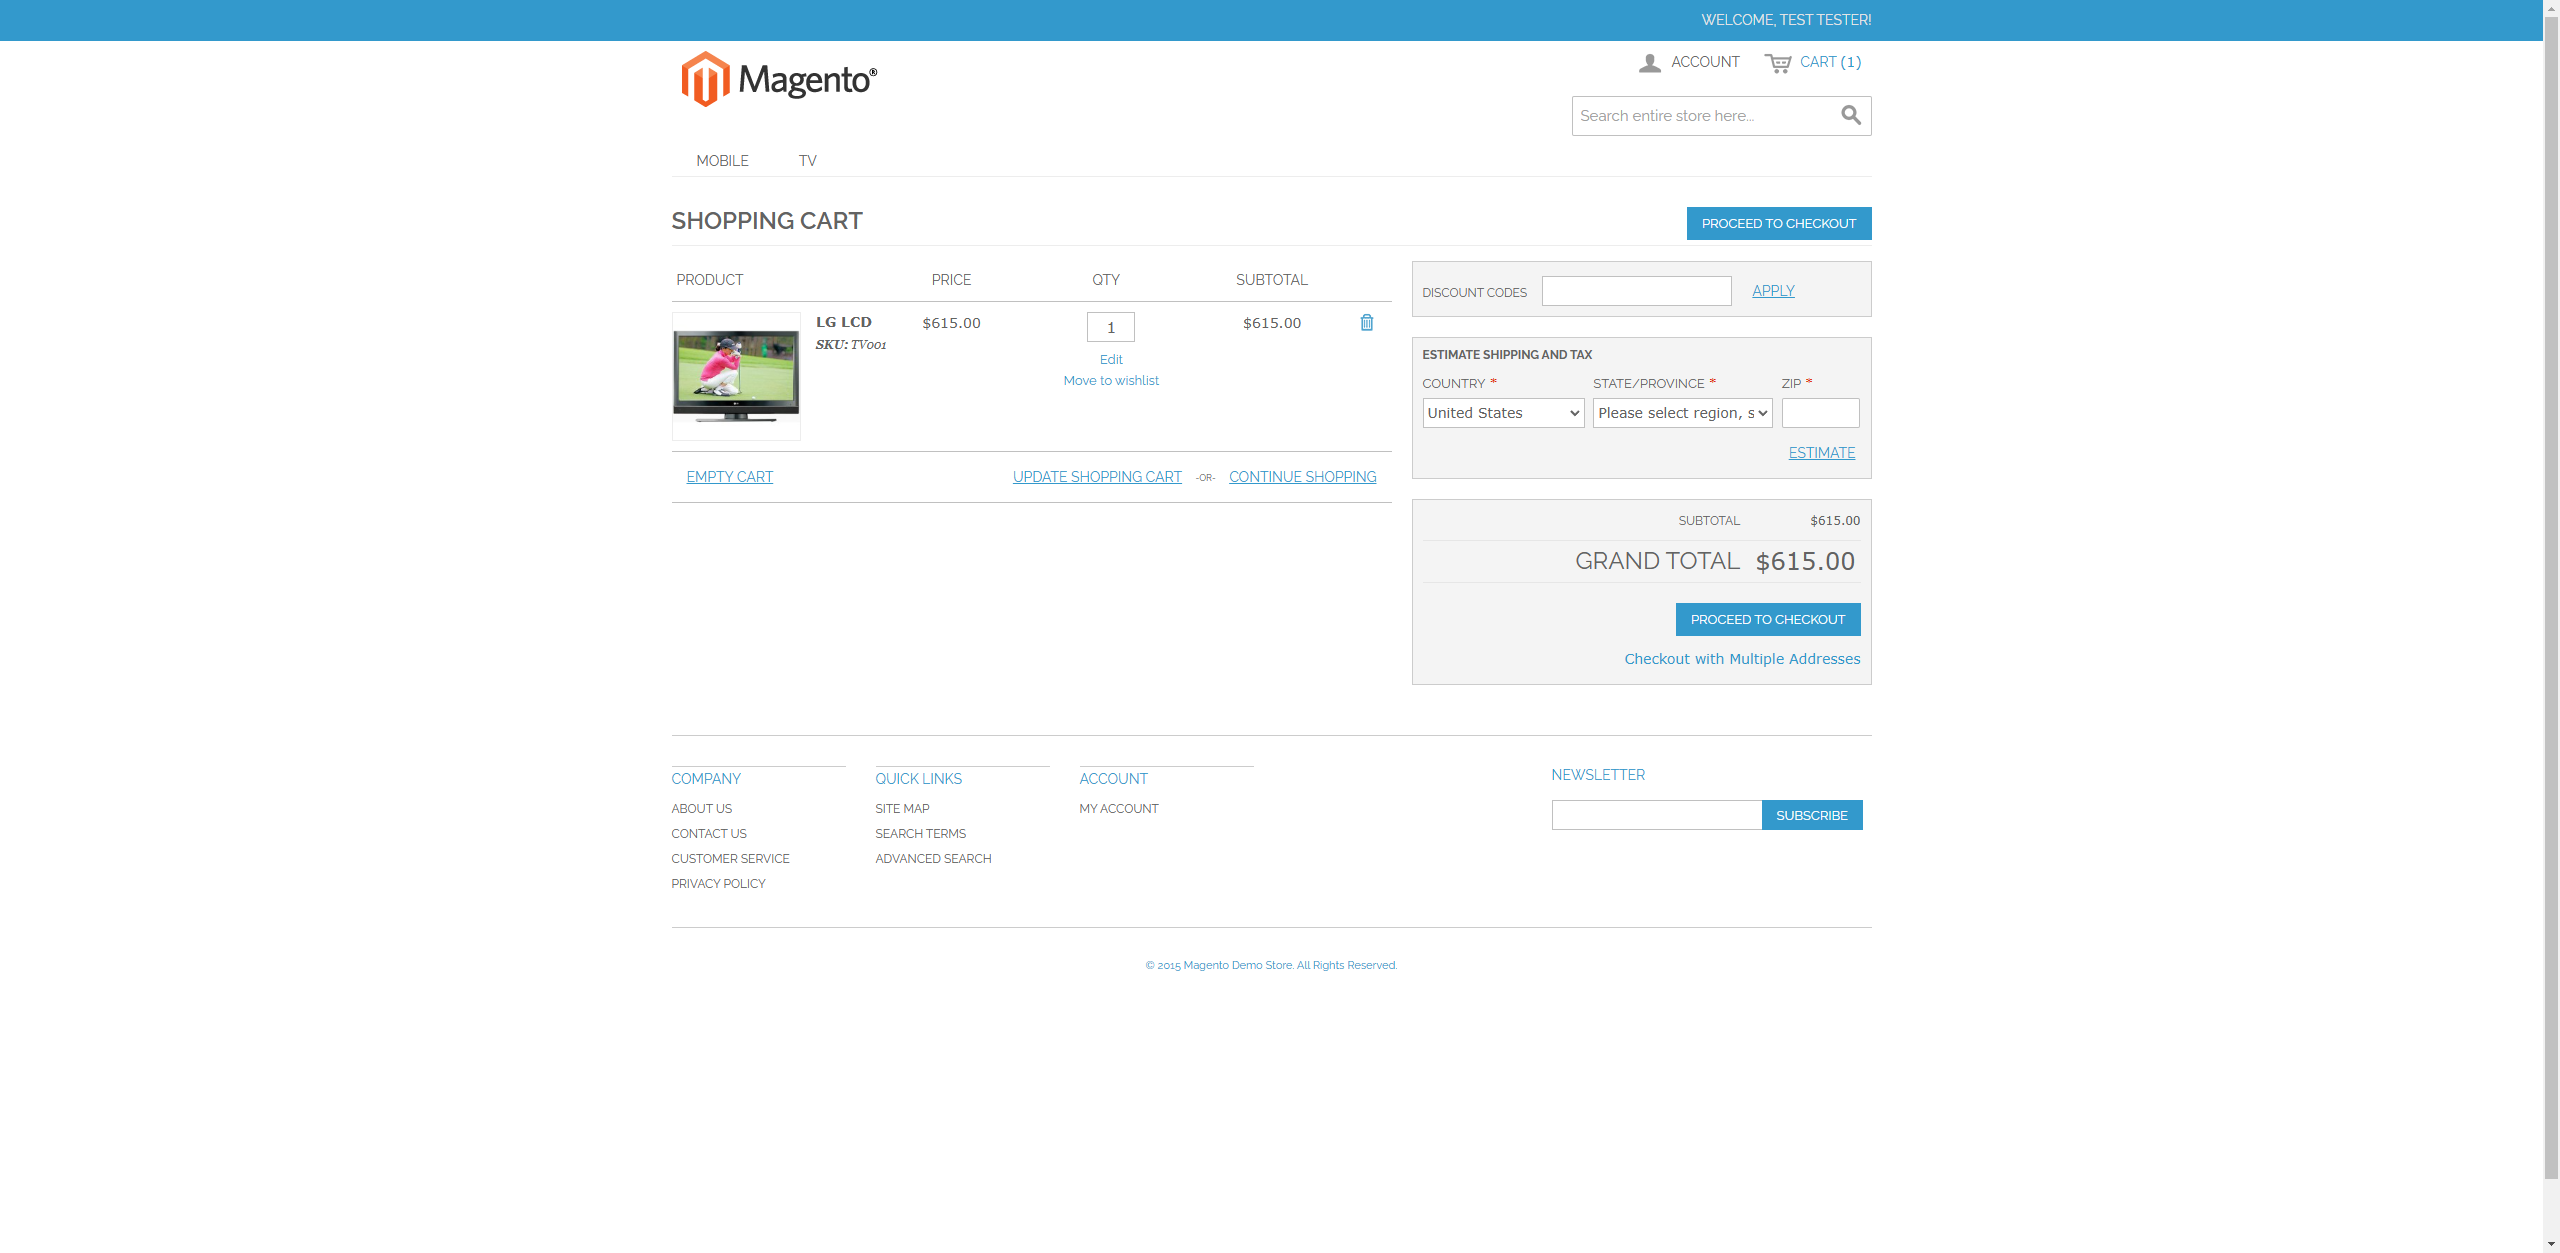 WELCOME, TEST TESTER!
Magento®
ACCOUNT
CART (1)
Search entire store here...
MOBILE
TV
SHOPPING CART
PROCEED TO CHECKOUT
PRODUCT PRICE QTY SUBTOTAL
LG LCD $615.00 1 $615.00
SKU: TV001
Edit
Move to wishlist
EMPTY CART
UPDATE SHOPPING CART -OR- CONTINUE SHOPPING
DISCOUNT CODES APPLY
ESTIMATE SHIPPING AND TAX
COUNTRY * STATE/PROVINCE * ZIP *
United States Please select region, s
ESTIMATE
SUBTOTAL $615.00
GRAND TOTAL $615.00
PROCEED TO CHECKOUT
Checkout with Multiple Addresses
COMPANY
ABOUT US
CONTACT US
CUSTOMER SERVICE
PRIVACY POLICY
QUICK LINKS
SITE MAP
SEARCH TERMS
ADVANCED SEARCH
ACCOUNT
MY ACCOUNT
NEWSLETTER
SUBSCRIBE
© 2015 Magento Demo Store. All Rights Reserved.